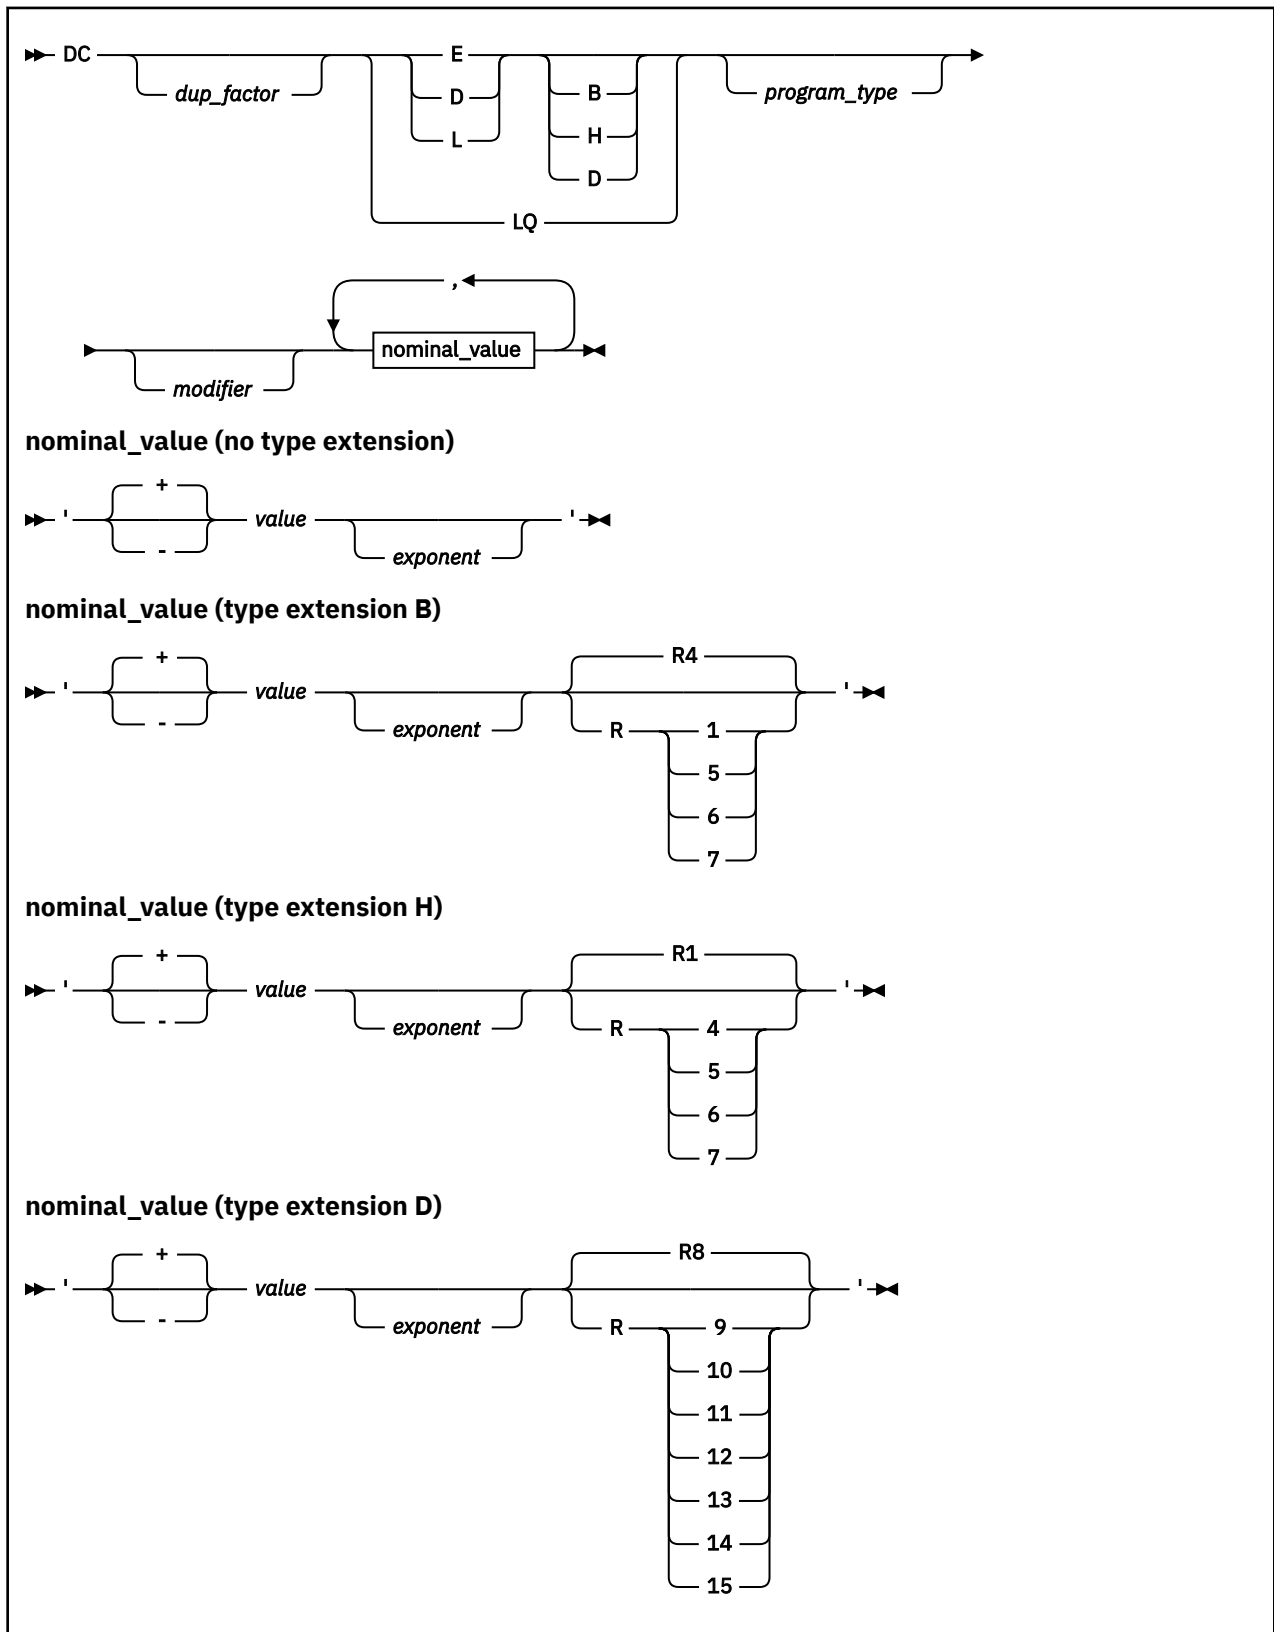 DC E
dup_factor D B program_type
L H
D
LQ
,
nominal_value
modifier
nominal_value (no type extension)
+
' value '
- exponent
nominal_value (type extension B)
+ R4
' value '
- exponent R 1
5
6
7
nominal_value (type extension H)
+ R1
' value '
- exponent R 4
5
6
7
nominal_value (type extension D)
+ R8
' value '
- exponent R 9
10
11
12
13
14
15